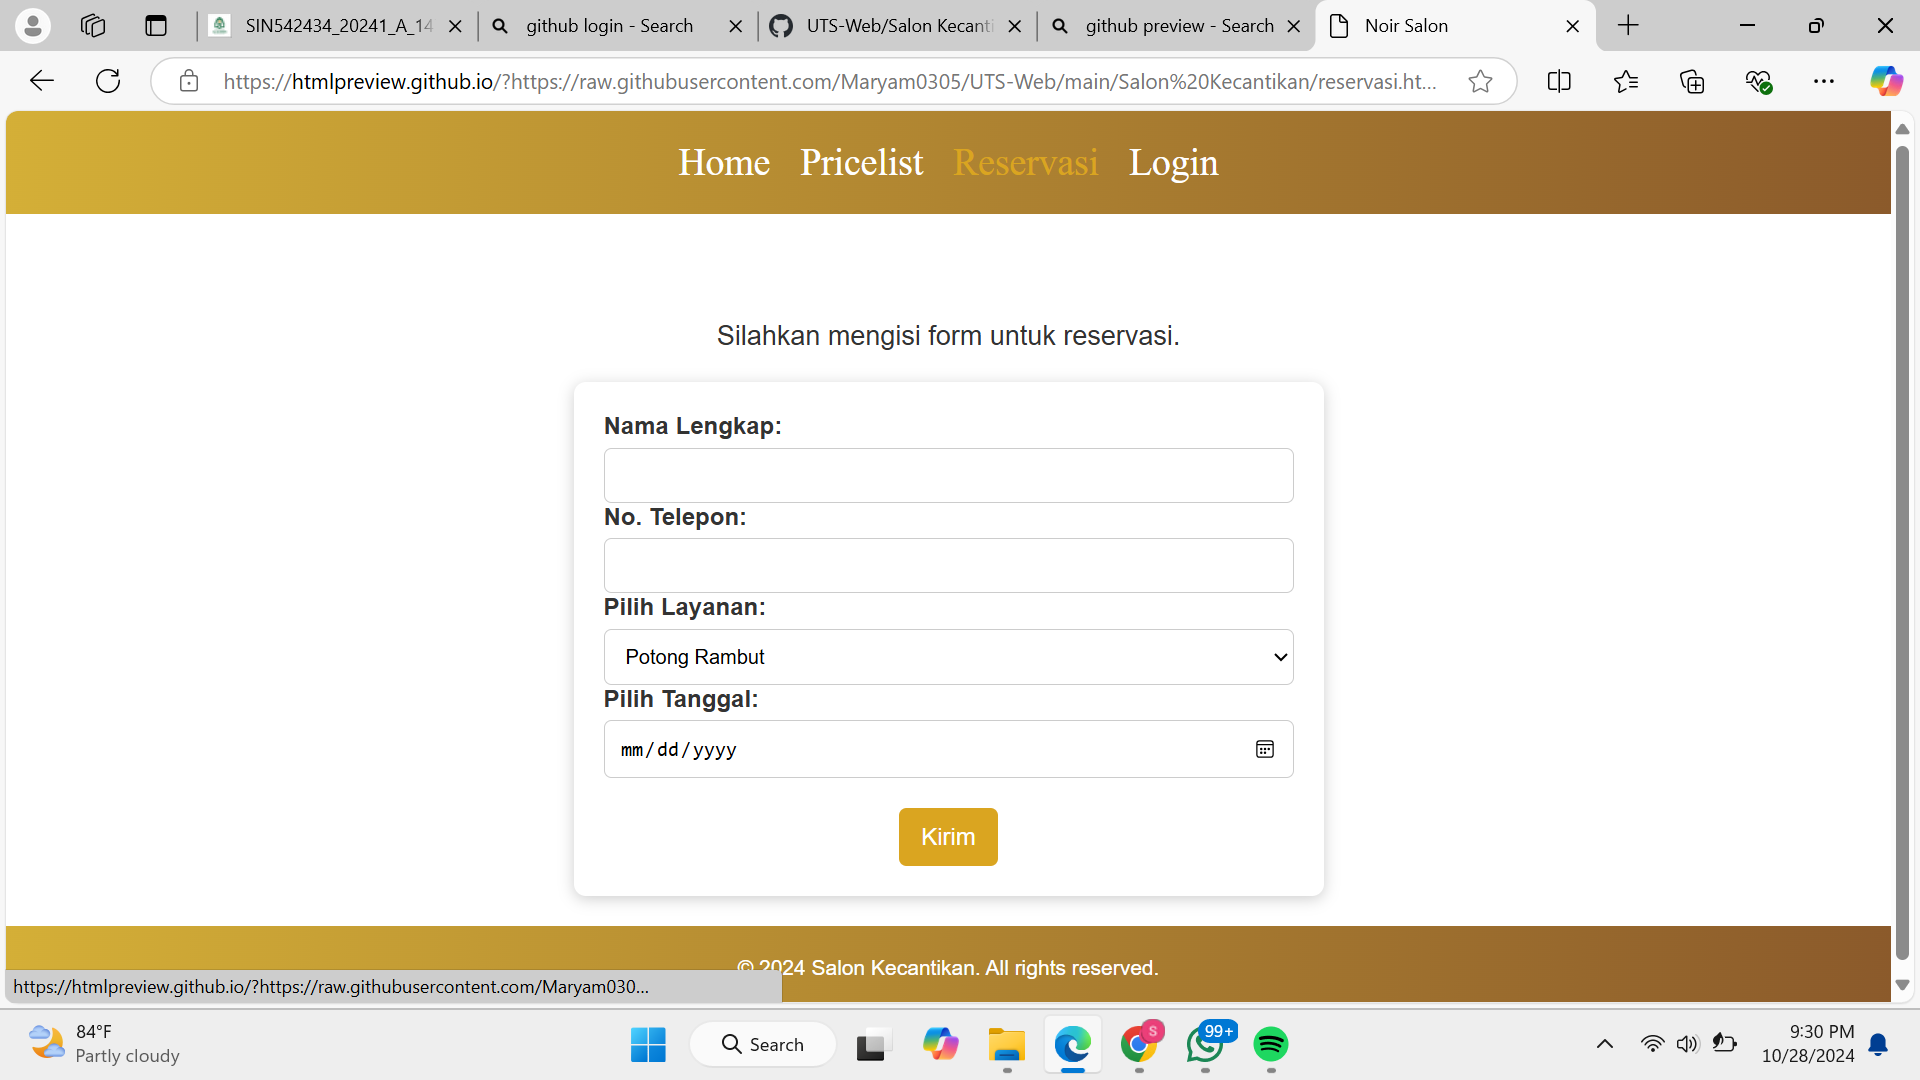 SIN542434_20241_A_14
github login - Search
UTS-Web/Salon Kecanti
github preview - Search
Noir Salon
https://htmlpreview.github.io/?https://raw.githubusercontent.com/Maryam0305/UTS-Web/main/Salon%20Kecantikan/reservasi.ht...
Home Pricelist Reservasi Login
Silahkan mengisi form untuk reservasi.
Nama Lengkap:
No. Telepon:
Pilih Layanan:
Potong Rambut
Pilih Tanggal:
mm/dd/yyyy
Kirim
© 2024 Salon Kecantikan. All rights reserved.
https://htmlpreview.github.io/?https://raw.githubusercontent.com/Maryam030...
84°F
Partly cloudy
Search
S
99+
9:30 PM
10/28/2024